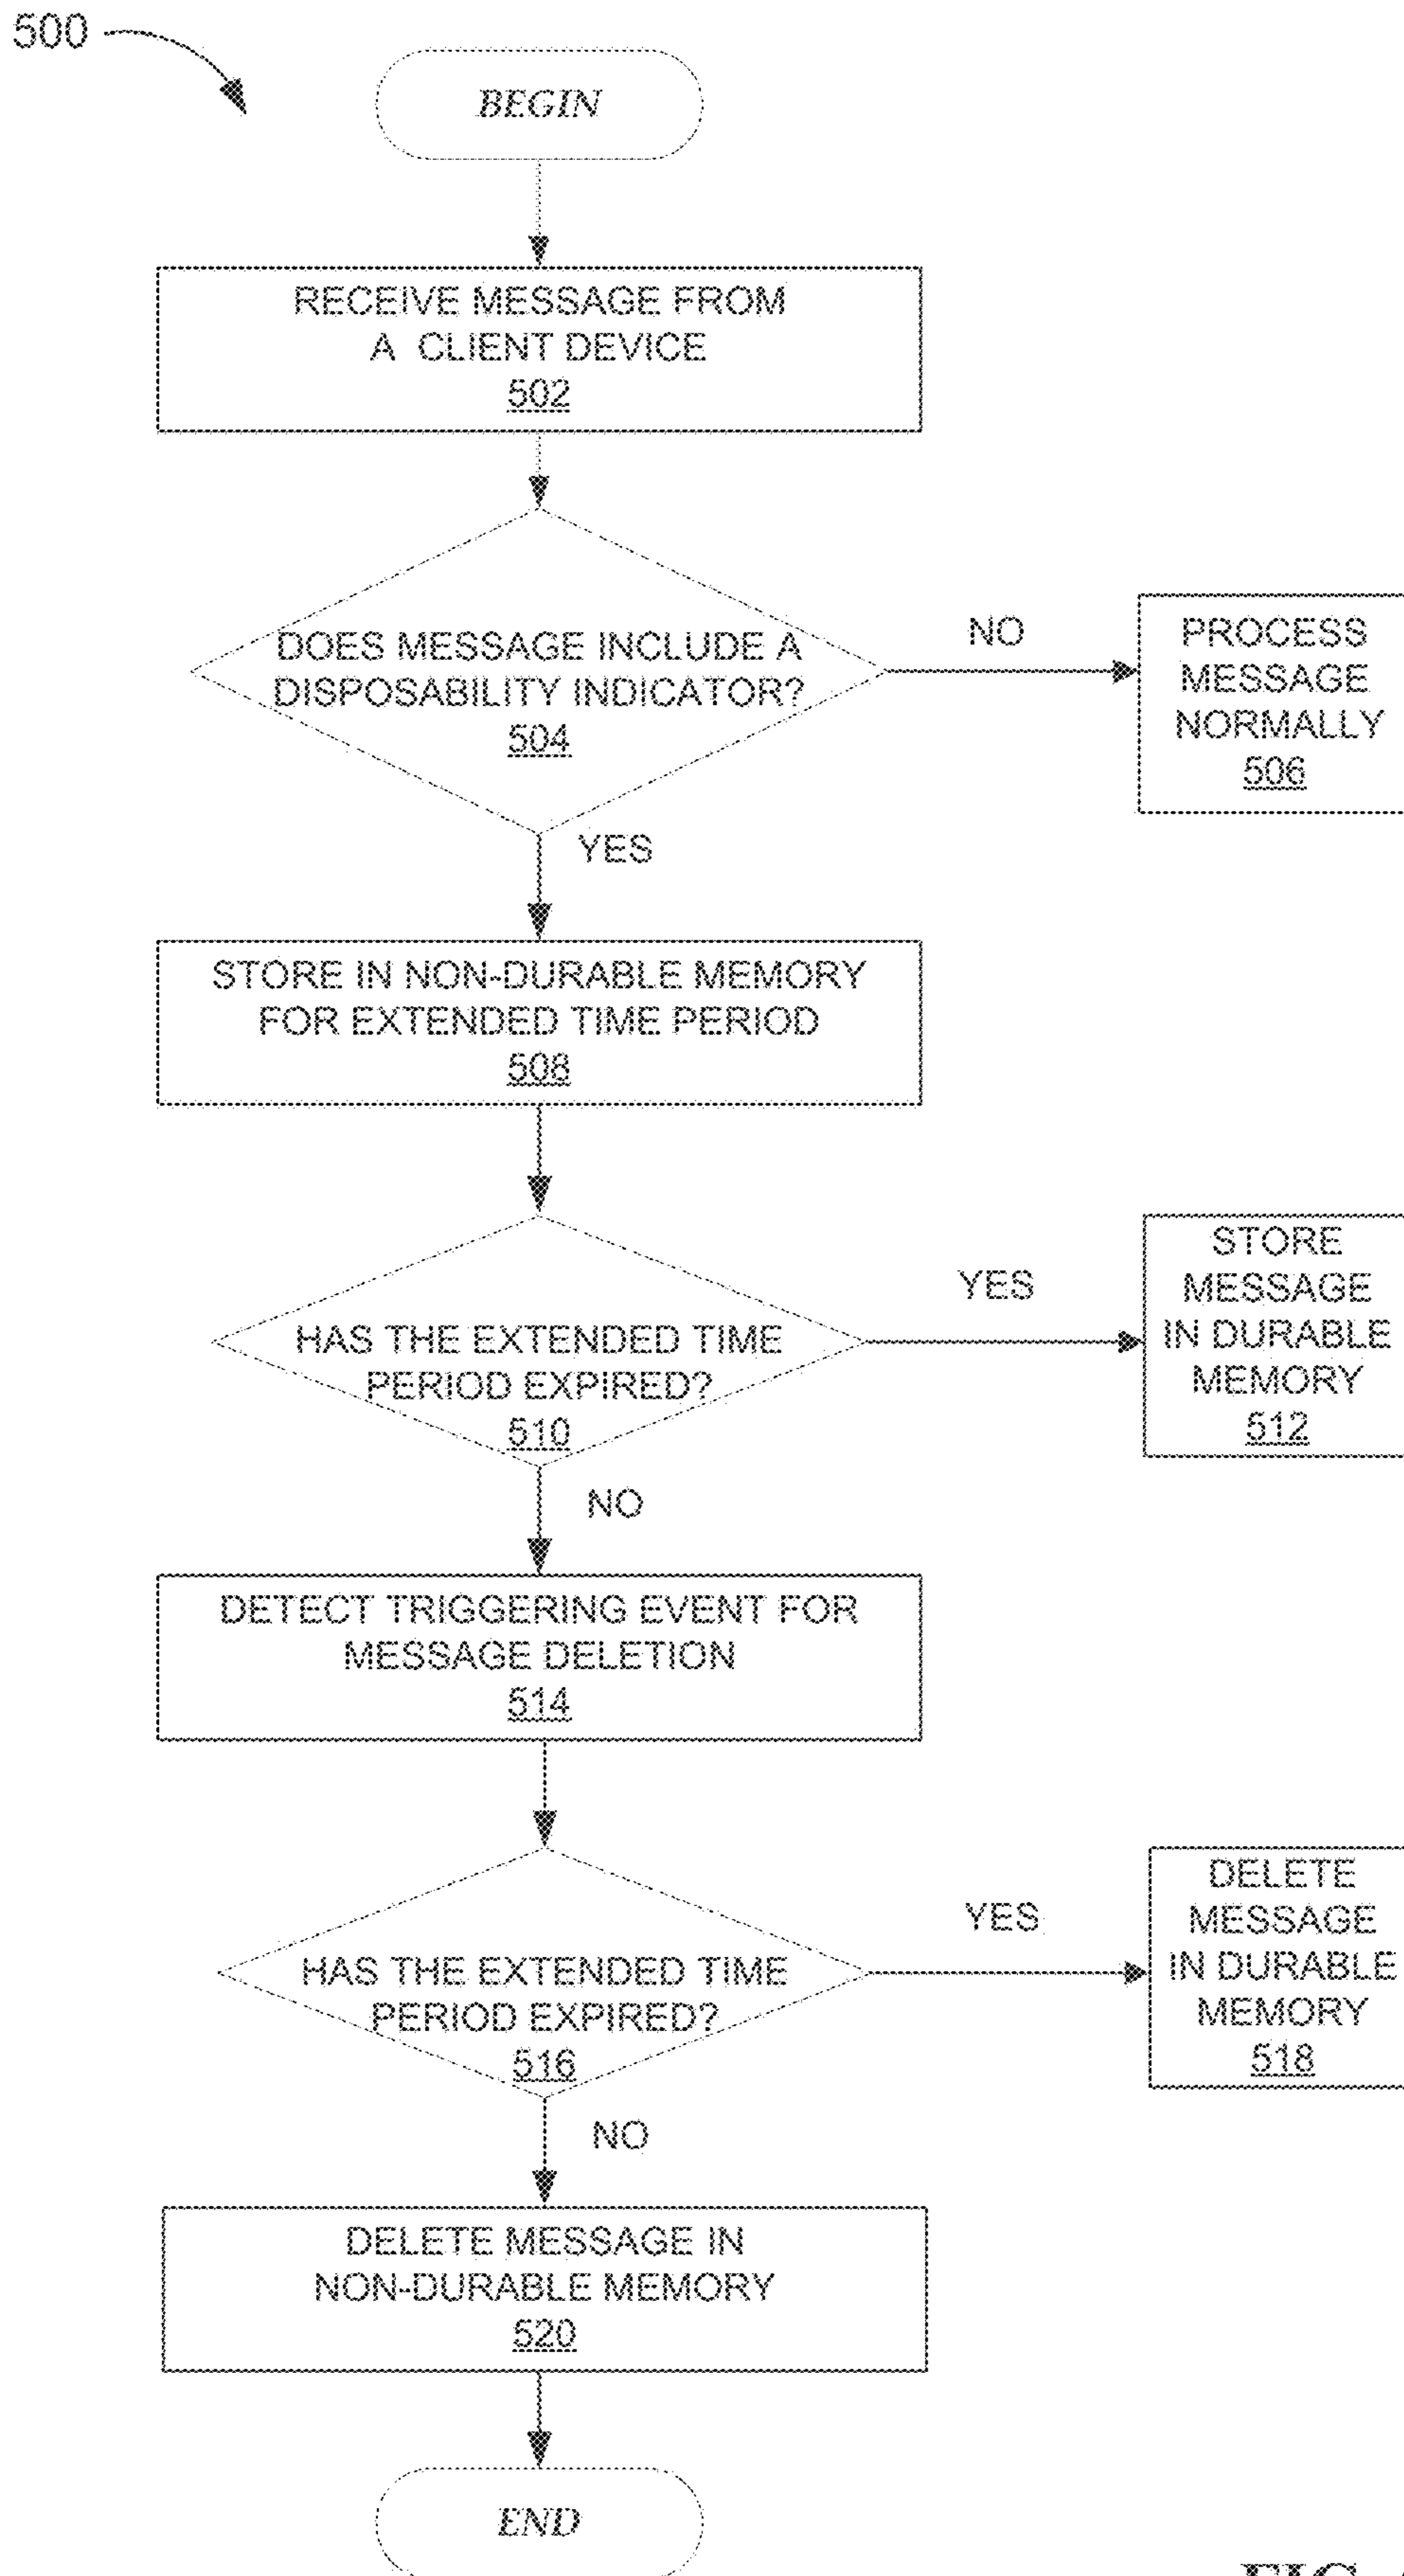 500
BEGIN
RECEIVE MESSAGE FROM
A CLIENT DEVICE
502
DOES MESSAGE INCLUDE A
DISPOSABILITY INDICATOR?
504
NO
PROCESS
MESSAGE
NORMALLY
506
YES
STORE IN NON-DURABLE MEMORY
FOR EXTENDED TIME PERIOD
508
HAS THE EXTENDED TIME
PERIOD EXPIRED?
510
YES
STORE
MESSAGE
IN DURABLE
MEMORY
512
NO
DETECT TRIGGERING EVENT FOR
MESSAGE DELETION
514
HAS THE EXTENDED TIME
PERIOD EXPIRED?
516
YES
DELETE
MESSAGE
IN DURABLE
MEMORY
518
NO
DELETE MESSAGE IN
NON-DURABLE MEMORY
520
END